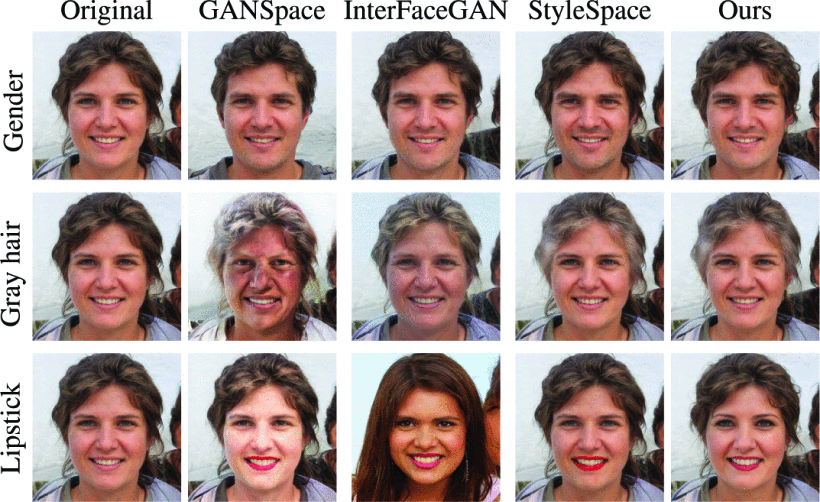 Original GANSpace InterFaceGAN StyleSpace Ours
Gender
Gray hair
Lipstick